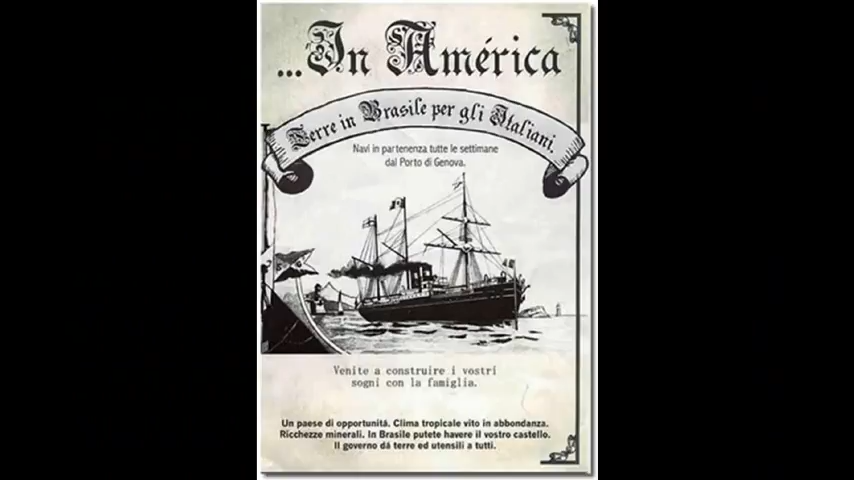 ...In América
Terre in Brasile per gli Italiani.
Navi in partenenza tutte le settimane
dal Porto di Genova.
Venite a construire i vostri
sogni con la famiglia.
Un paese di opportunitá. Clima tropicale vito in abbondanza.
Ricchezze minerali. In Brasile putete havere il vostro castello.
Il governo dá terre ed utensili a tutti.